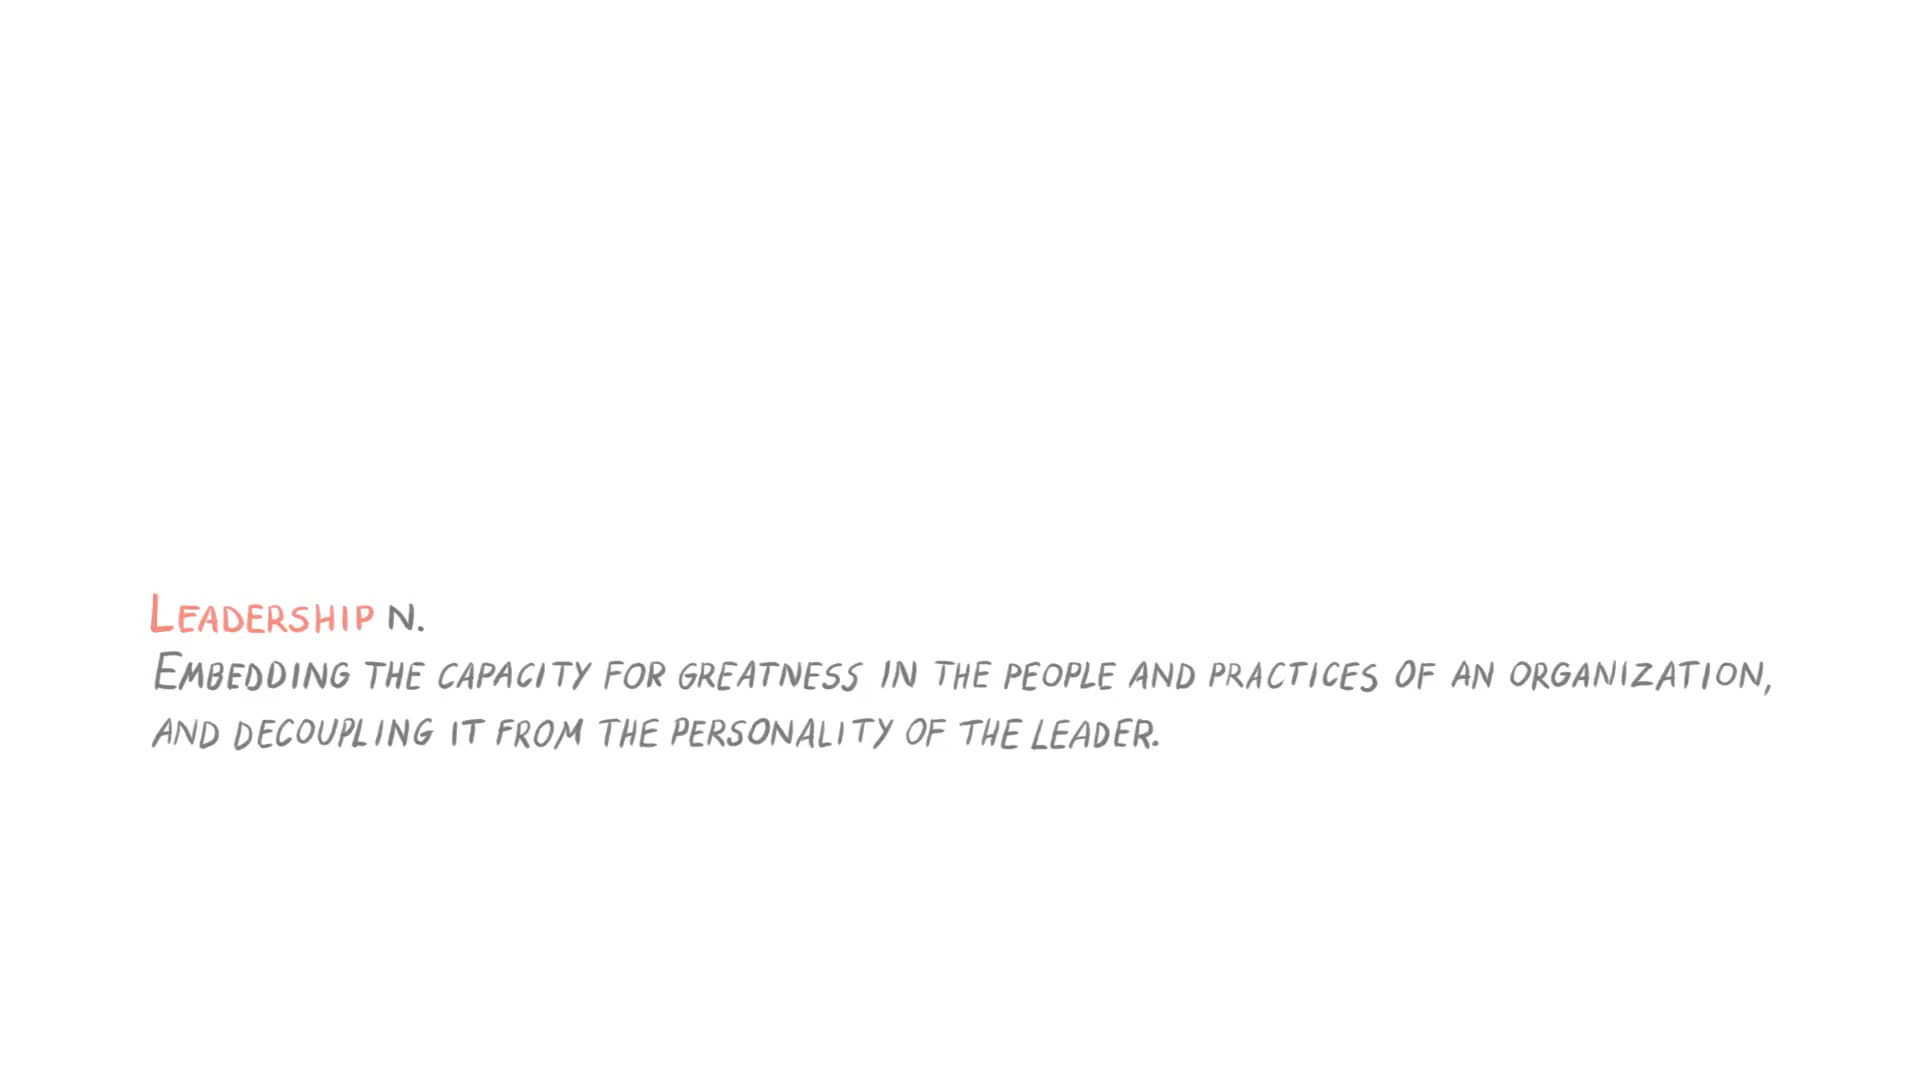 LEADERSHIP N.
EMBEDDING THE CAPACITY FOR GREATNESS IN THE PEOPLE AND PRACTICES OF AN ORGANIZATION,
AND DECOUPLING IT FROM THE PERSONALITY OF THE LEADER.